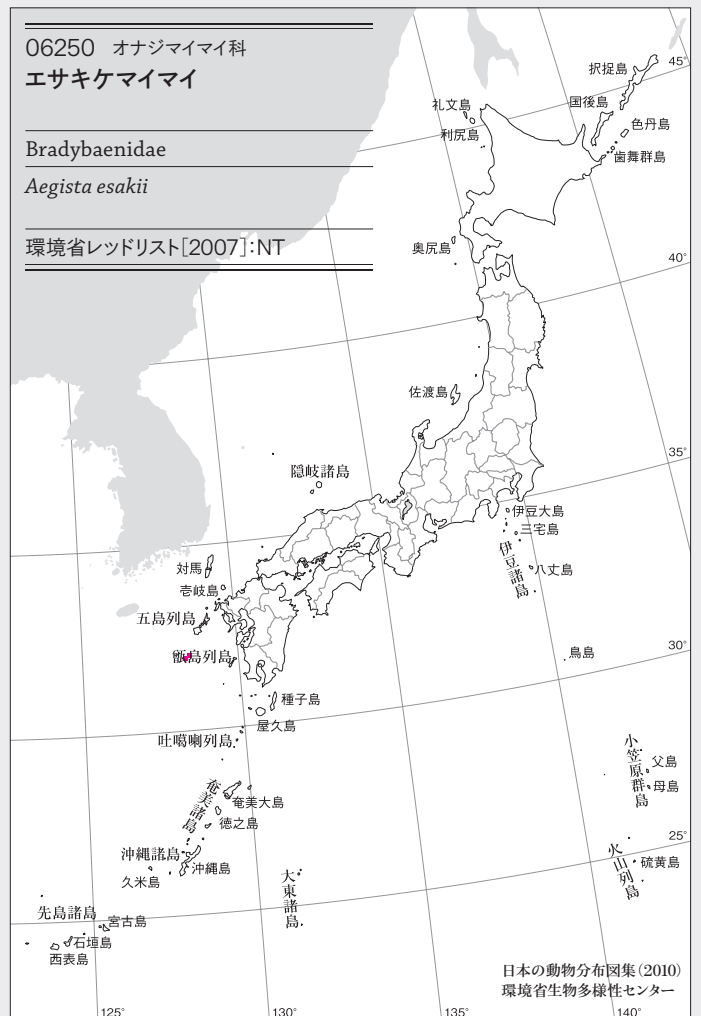 06250 オナジマイマイ科
エサキケマイマイ
Bradybaenidae
Aegista esakii
環境省レッドリスト[2007]:NT
45°
択捉島
礼文島
国後島
利尻島
色丹島
歯舞群島
奥尻島
40°
佐渡島
35°
隠岐諸島
伊豆大島
三宅島
伊豆諸島
八丈島
対馬
壱岐島
五島列島
甑島列島
鳥島
30°
種子島
屋久島
吐噶喇列島
小笠原群島
父島
母島
奄美諸島
奄美大島
徳之島
25°
沖縄諸島
沖縄島
久米島
火山列島
硫黄島
大東諸島
先島諸島
宮古島
石垣島
西表島
日本の動物分布図集(2010)
環境省生物多様性センター
125°
130°
135°
140°